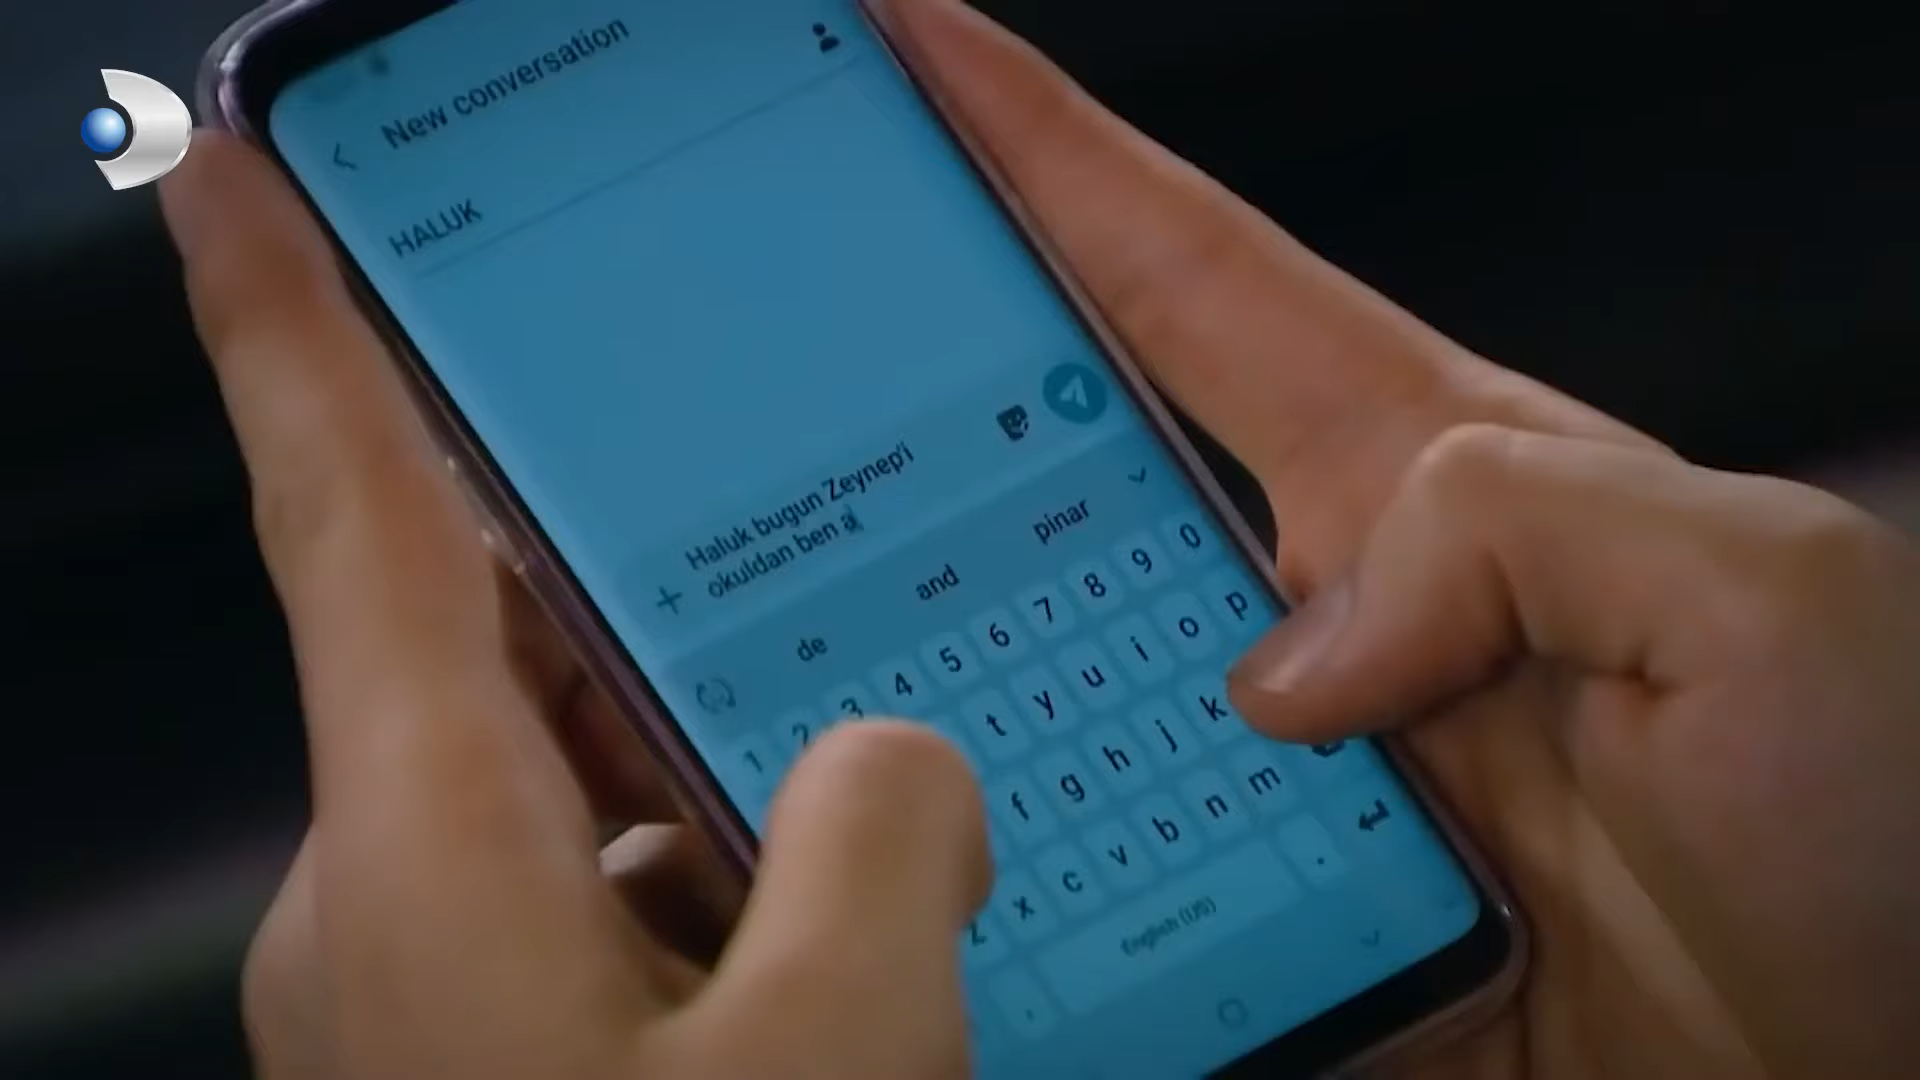 New conversation
HALUK
Haluk bugun Zeynep'i
okuldan ben a
de and pinar
1 2 3 4 5 6 7 8 9 0
t y u i o p
f g h j k
z x c v b n m
, English (US) .